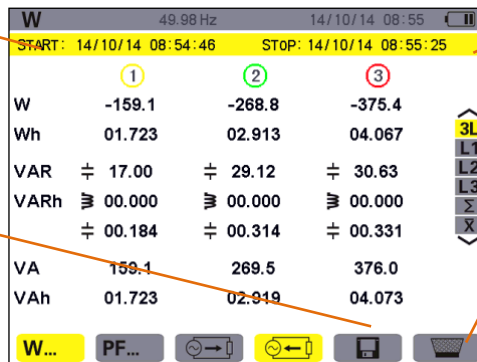 W 49.98 Hz 14/10/14 08:55
START: 14/10/14 08:54:46 STOP: 14/10/14 08:55:25
1 2 3
W -159.1 -268.8 -375.4
Wh 01.723 02.913 04.067
VAR 17.00 29.12 30.63
VARh 00.000 00.000 00.000
00.184 00.314 00.331
VA 159.1 269.5 376.0
VAh 01.723 02.919 04.073
3L
L1
L2
L3
Σ
X̄
W... PF...